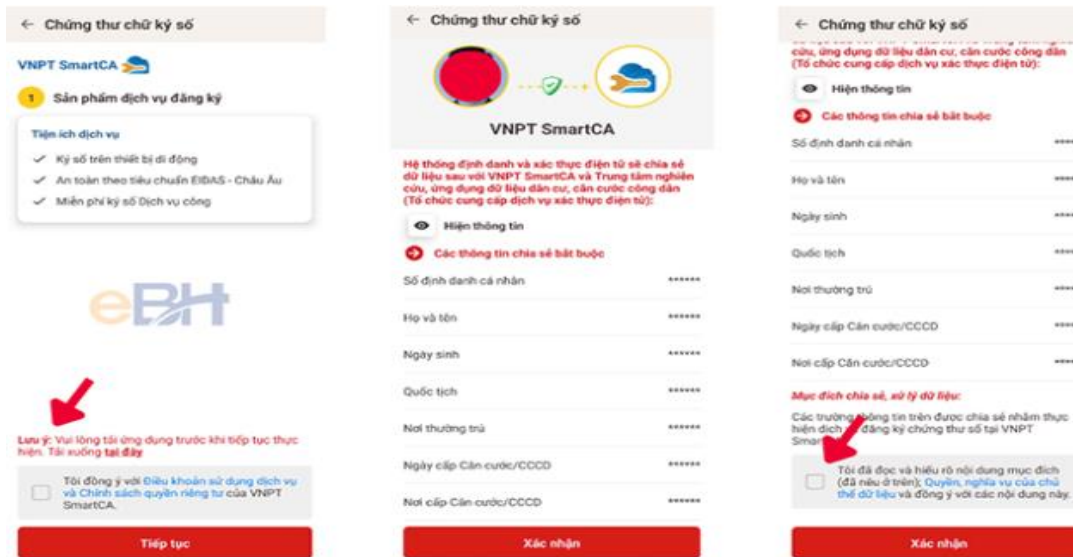 ← Chứng thư chữ ký số
VNPT SmartCA
1 Sản phẩm dịch vụ đăng ký
Tiện ích dịch vụ
✓ Ký số trên thiết bị di động
✓ An toàn theo tiêu chuẩn EIDAS - Châu Âu
✓ Miễn phí ký số Dịch vụ công
eBH
Lưu ý: Vui lòng tải ứng dụng trước khi tiếp tục thực
hiện. Tải xuống tại đây
Tôi đồng ý với Điều khoản sử dụng dịch vụ
và Chính sách quyền riêng tư của VNPT
SmartCA.
Tiếp tục
← Chứng thư chữ ký số
VNPT SmartCA
Hệ thống định danh và xác thực điện tử sẽ chia sẻ
dữ liệu sau với VNPT SmartCA và Trung tâm nghiên
cứu, ứng dụng dữ liệu dân cư, căn cước công dân
(Tổ chức cung cấp dịch vụ xác thực điện tử):
Hiện thông tin
Các thông tin chia sẻ bắt buộc
Số định danh cá nhân ******
Họ và tên ******
Ngày sinh ******
Quốc tịch ******
Nơi thường trú ******
Ngày cấp Căn cước/CCCD ******
Nơi cấp Căn cước/CCCD ******
Xác nhận
← Chứng thư chữ ký số
cứu, ứng dụng dữ liệu dân cư, căn cước công dân
(Tổ chức cung cấp dịch vụ xác thực điện tử):
Hiện thông tin
Các thông tin chia sẻ bắt buộc
Số định danh cá nhân ****
Họ và tên ****
Ngày sinh ****
Quốc tịch ****
Nơi thường trú ****
Ngày cấp Căn cước/CCCD ****
Nơi cấp Căn cước/CCCD ****
Mục đích chia sẻ, xử lý dữ liệu:
Các trường thông tin trên được chia sẻ nhằm thực
hiện dịch đăng ký chứng thư số tại VNPT
Tôi đã đọc và hiểu rõ nội dung mục đích
(đã nêu ở trên); Quyền, nghĩa vụ của chủ
thể dữ liệu và đồng ý với các nội dung này.
Xác nhận